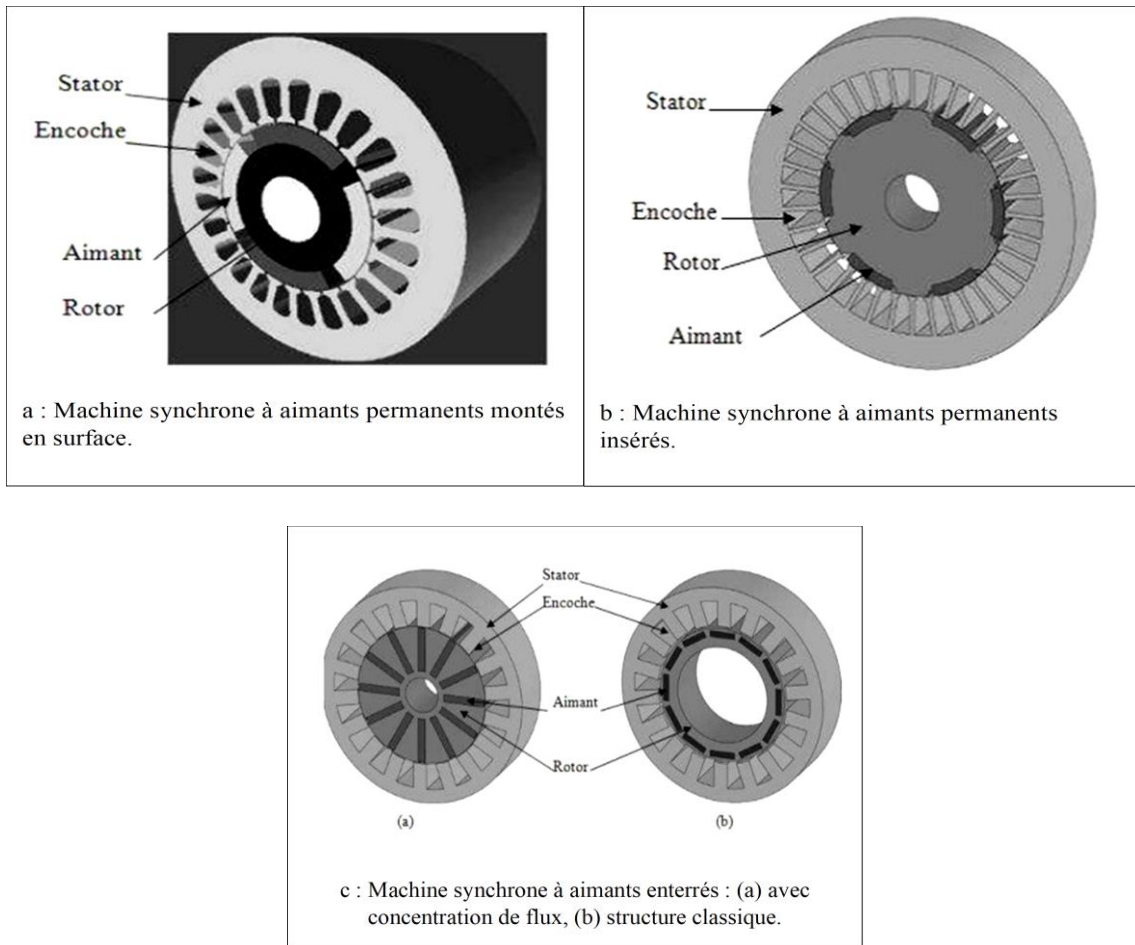 Stator
Encoche
Aimant
Rotor
a : Machine synchrone à aimants permanents montés
en surface.
Stator
Encoche
Rotor
Aimant
b : Machine synchrone à aimants permanents
insérés.
Stator
Encoche
Aimant
Rotor
(a)
(b)
c : Machine synchrone à aimants enterrés : (a) avec
concentration de flux, (b) structure classique.